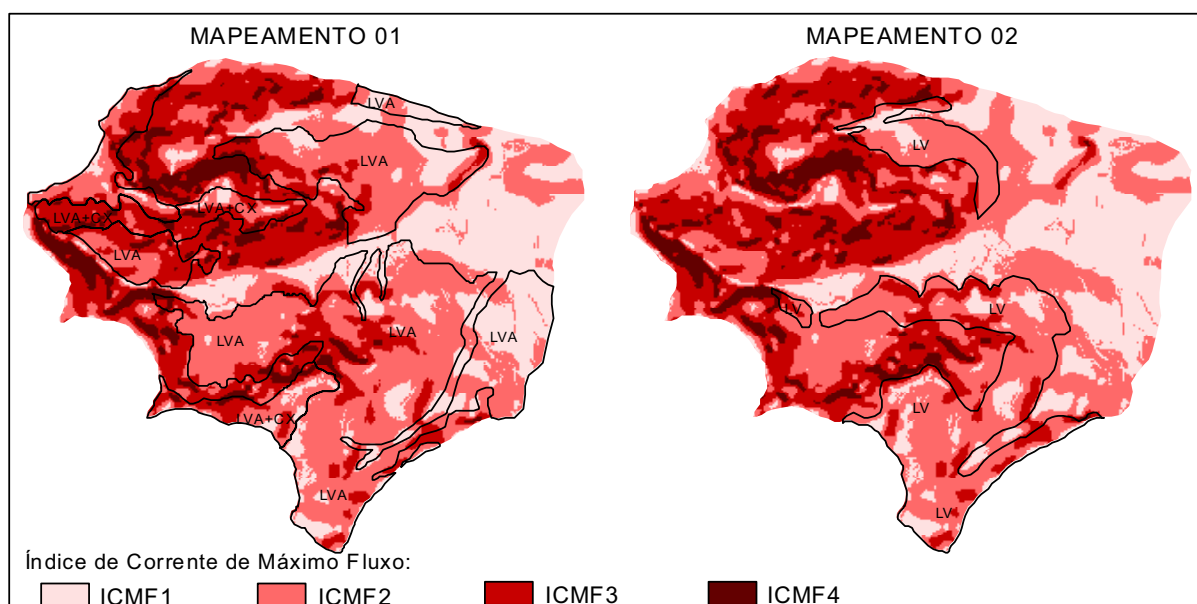 MAPEAMENTO 01
MAPEAMENTO 02
LVA
LVA
LVA+CX
LVA+CX
LVA
LVA
LVA
LVA
LVA+CX
LVA
LV
LV
LV
LV
LV
Índice de Corrente de Máximo Fluxo:
ICMF1
ICMF2
ICMF3
ICMF4